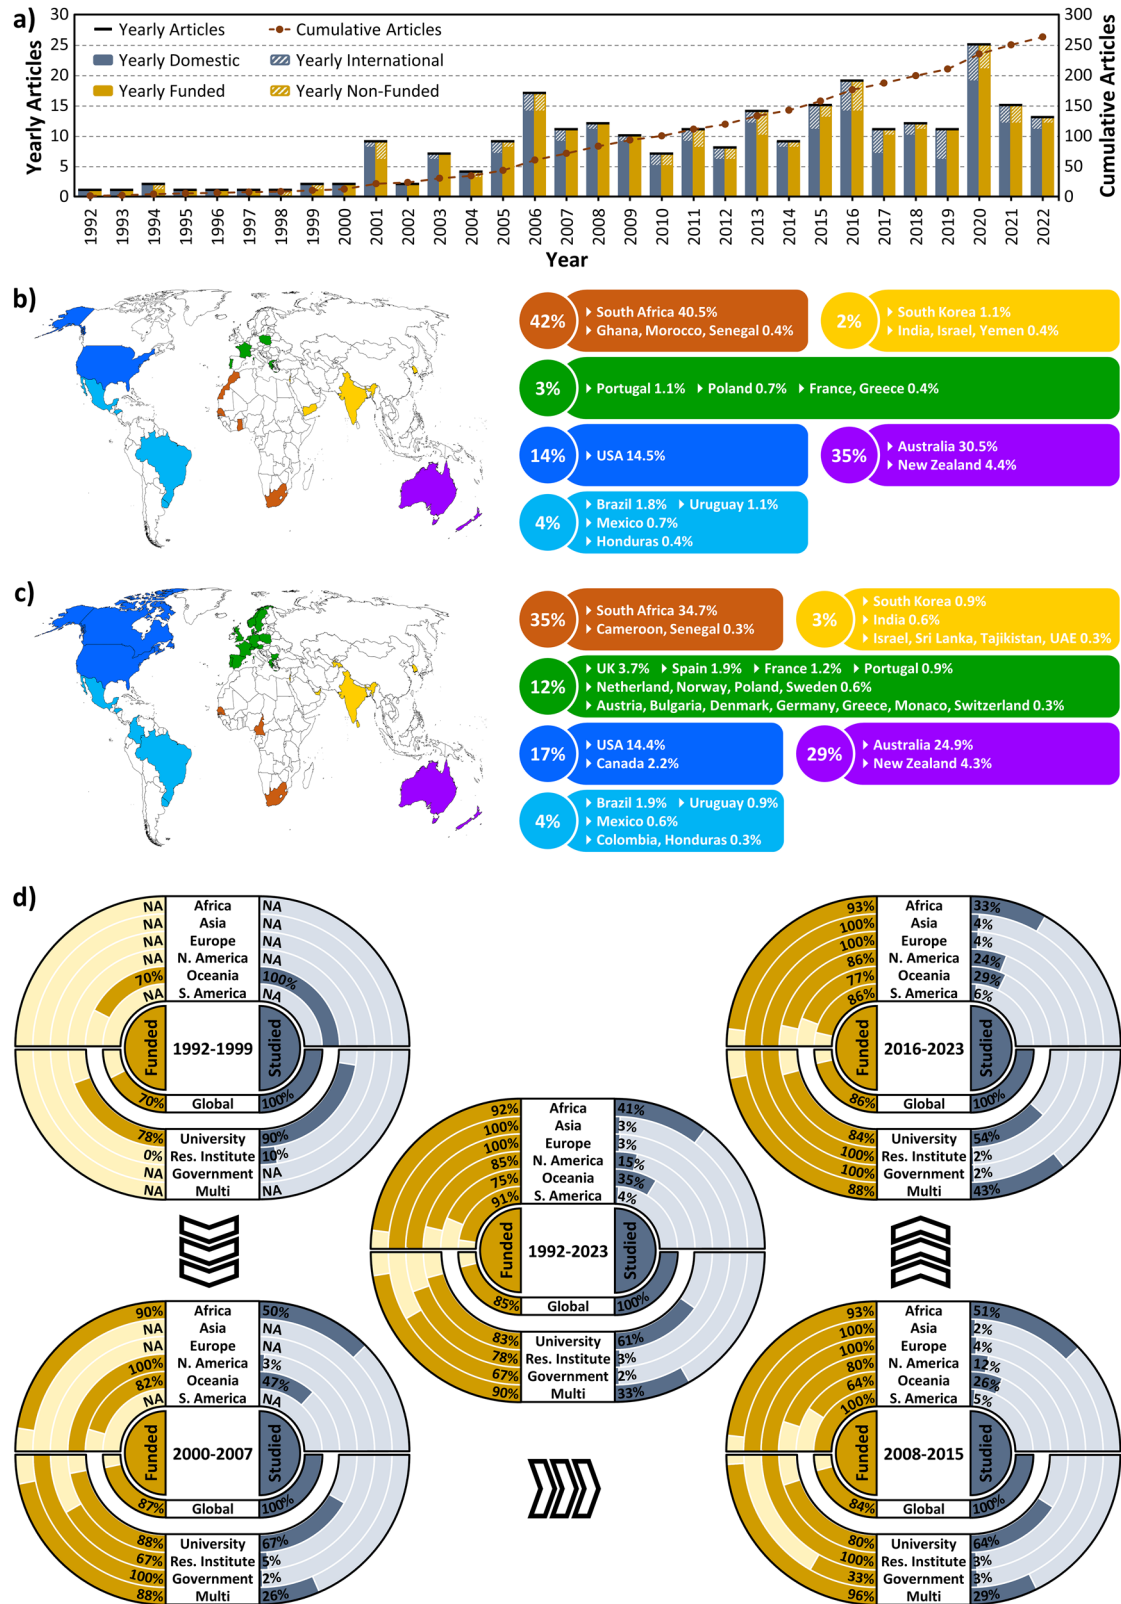 a)
30
25
20
15
10
5
0
Yearly Articles
Yearly Articles
Cumulative Articles
Yearly Domestic
Yearly International
Yearly Funded
Yearly Non-Funded
300
250
200
150
100
50
0
Cumulative Articles
1992 1993 1994 1995 1996 1997 1998 1999 2000 2001 2002 2003 2004 2005 2006 2007 2008 2009 2010 2011 2012 2013 2014 2015 2016 2017 2018 2019 2020 2021 2022
Year
b)
42%
South Africa 40.5%
Ghana, Morocco, Senegal 0.4%
2%
South Korea 1.1%
India, Israel, Yemen 0.4%
3%
Portugal 1.1% Poland 0.7% France, Greece 0.4%
14%
USA 14.5%
35%
Australia 30.5%
New Zealand 4.4%
4%
Brazil 1.8% Uruguay 1.1%
Mexico 0.7%
Honduras 0.4%
c)
35%
South Africa 34.7%
Cameroon, Senegal 0.3%
3%
South Korea 0.9%
India 0.6%
Israel, Sri Lanka, Tajikistan, UAE 0.3%
12%
UK 3.7% Spain 1.9% France 1.2% Portugal 0.9%
Netherland, Norway, Poland, Sweden 0.6%
Austria, Bulgaria, Denmark, Germany, Greece, Monaco, Switzerland 0.3%
17%
USA 14.4%
Canada 2.2%
29%
Australia 24.9%
New Zealand 4.3%
4%
Brazil 1.9% Uruguay 0.9%
Mexico 0.6%
Colombia, Honduras 0.3%
d)
NA Africa NA
NA Asia NA
NA Europe NA
NA N. America NA
70% Oceania 100%
NA S. America NA
Funded 1992-1999 Studied
70% Global 100%
78% University 90%
0% Res. Institute 10%
NA Government NA
NA Multi NA
93% Africa 33%
100% Asia 4%
100% Europe 4%
86% N. America 24%
77% Oceania 29%
86% S. America 6%
Funded 2016-2023 Studied
86% Global 100%
84% University 54%
100% Res. Institute 2%
100% Government 2%
88% Multi 43%
92% Africa 41%
100% Asia 3%
100% Europe 3%
85% N. America 15%
75% Oceania 35%
91% S. America 4%
Funded 1992-2023 Studied
85% Global 100%
83% University 61%
78% Res. Institute 3%
67% Government 2%
90% Multi 33%
90% Africa 50%
NA Asia NA
NA Europe NA
100% N. America 3%
82% Oceania 47%
NA S. America NA
Funded 2000-2007 Studied
87% Global 100%
88% University 67%
67% Res. Institute 5%
100% Government 2%
88% Multi 26%
93% Africa 51%
100% Asia 2%
100% Europe 4%
80% N. America 12%
64% Oceania 26%
100% S. America 5%
Funded 2008-2015 Studied
84% Global 100%
80% University 64%
100% Res. Institute 3%
33% Government 3%
96% Multi 29%